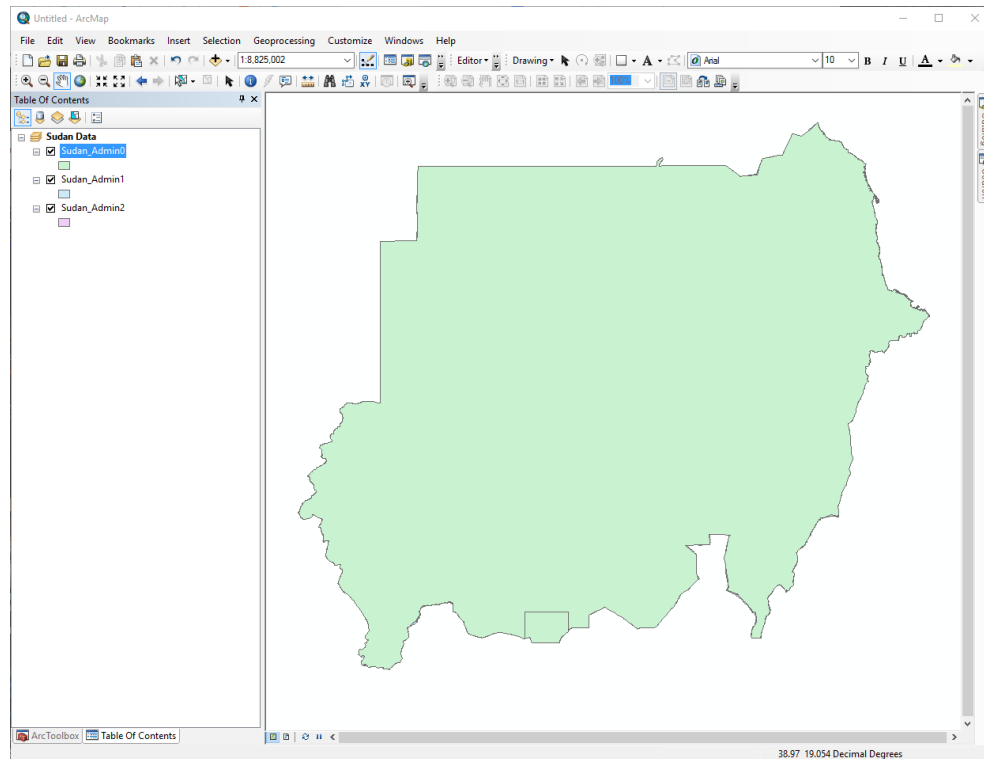 Untitled - ArcMap
File Edit View Bookmarks Insert Selection Geoprocessing Customize Windows Help
1:8,825,002 Editor Drawing A Arial 10 B I U A
Table Of Contents
Sudan Data
Sudan_Admin0
Sudan_Admin1
Sudan_Admin2
ArcToolbox Table Of Contents
38.97 19.054 Decimal Degrees